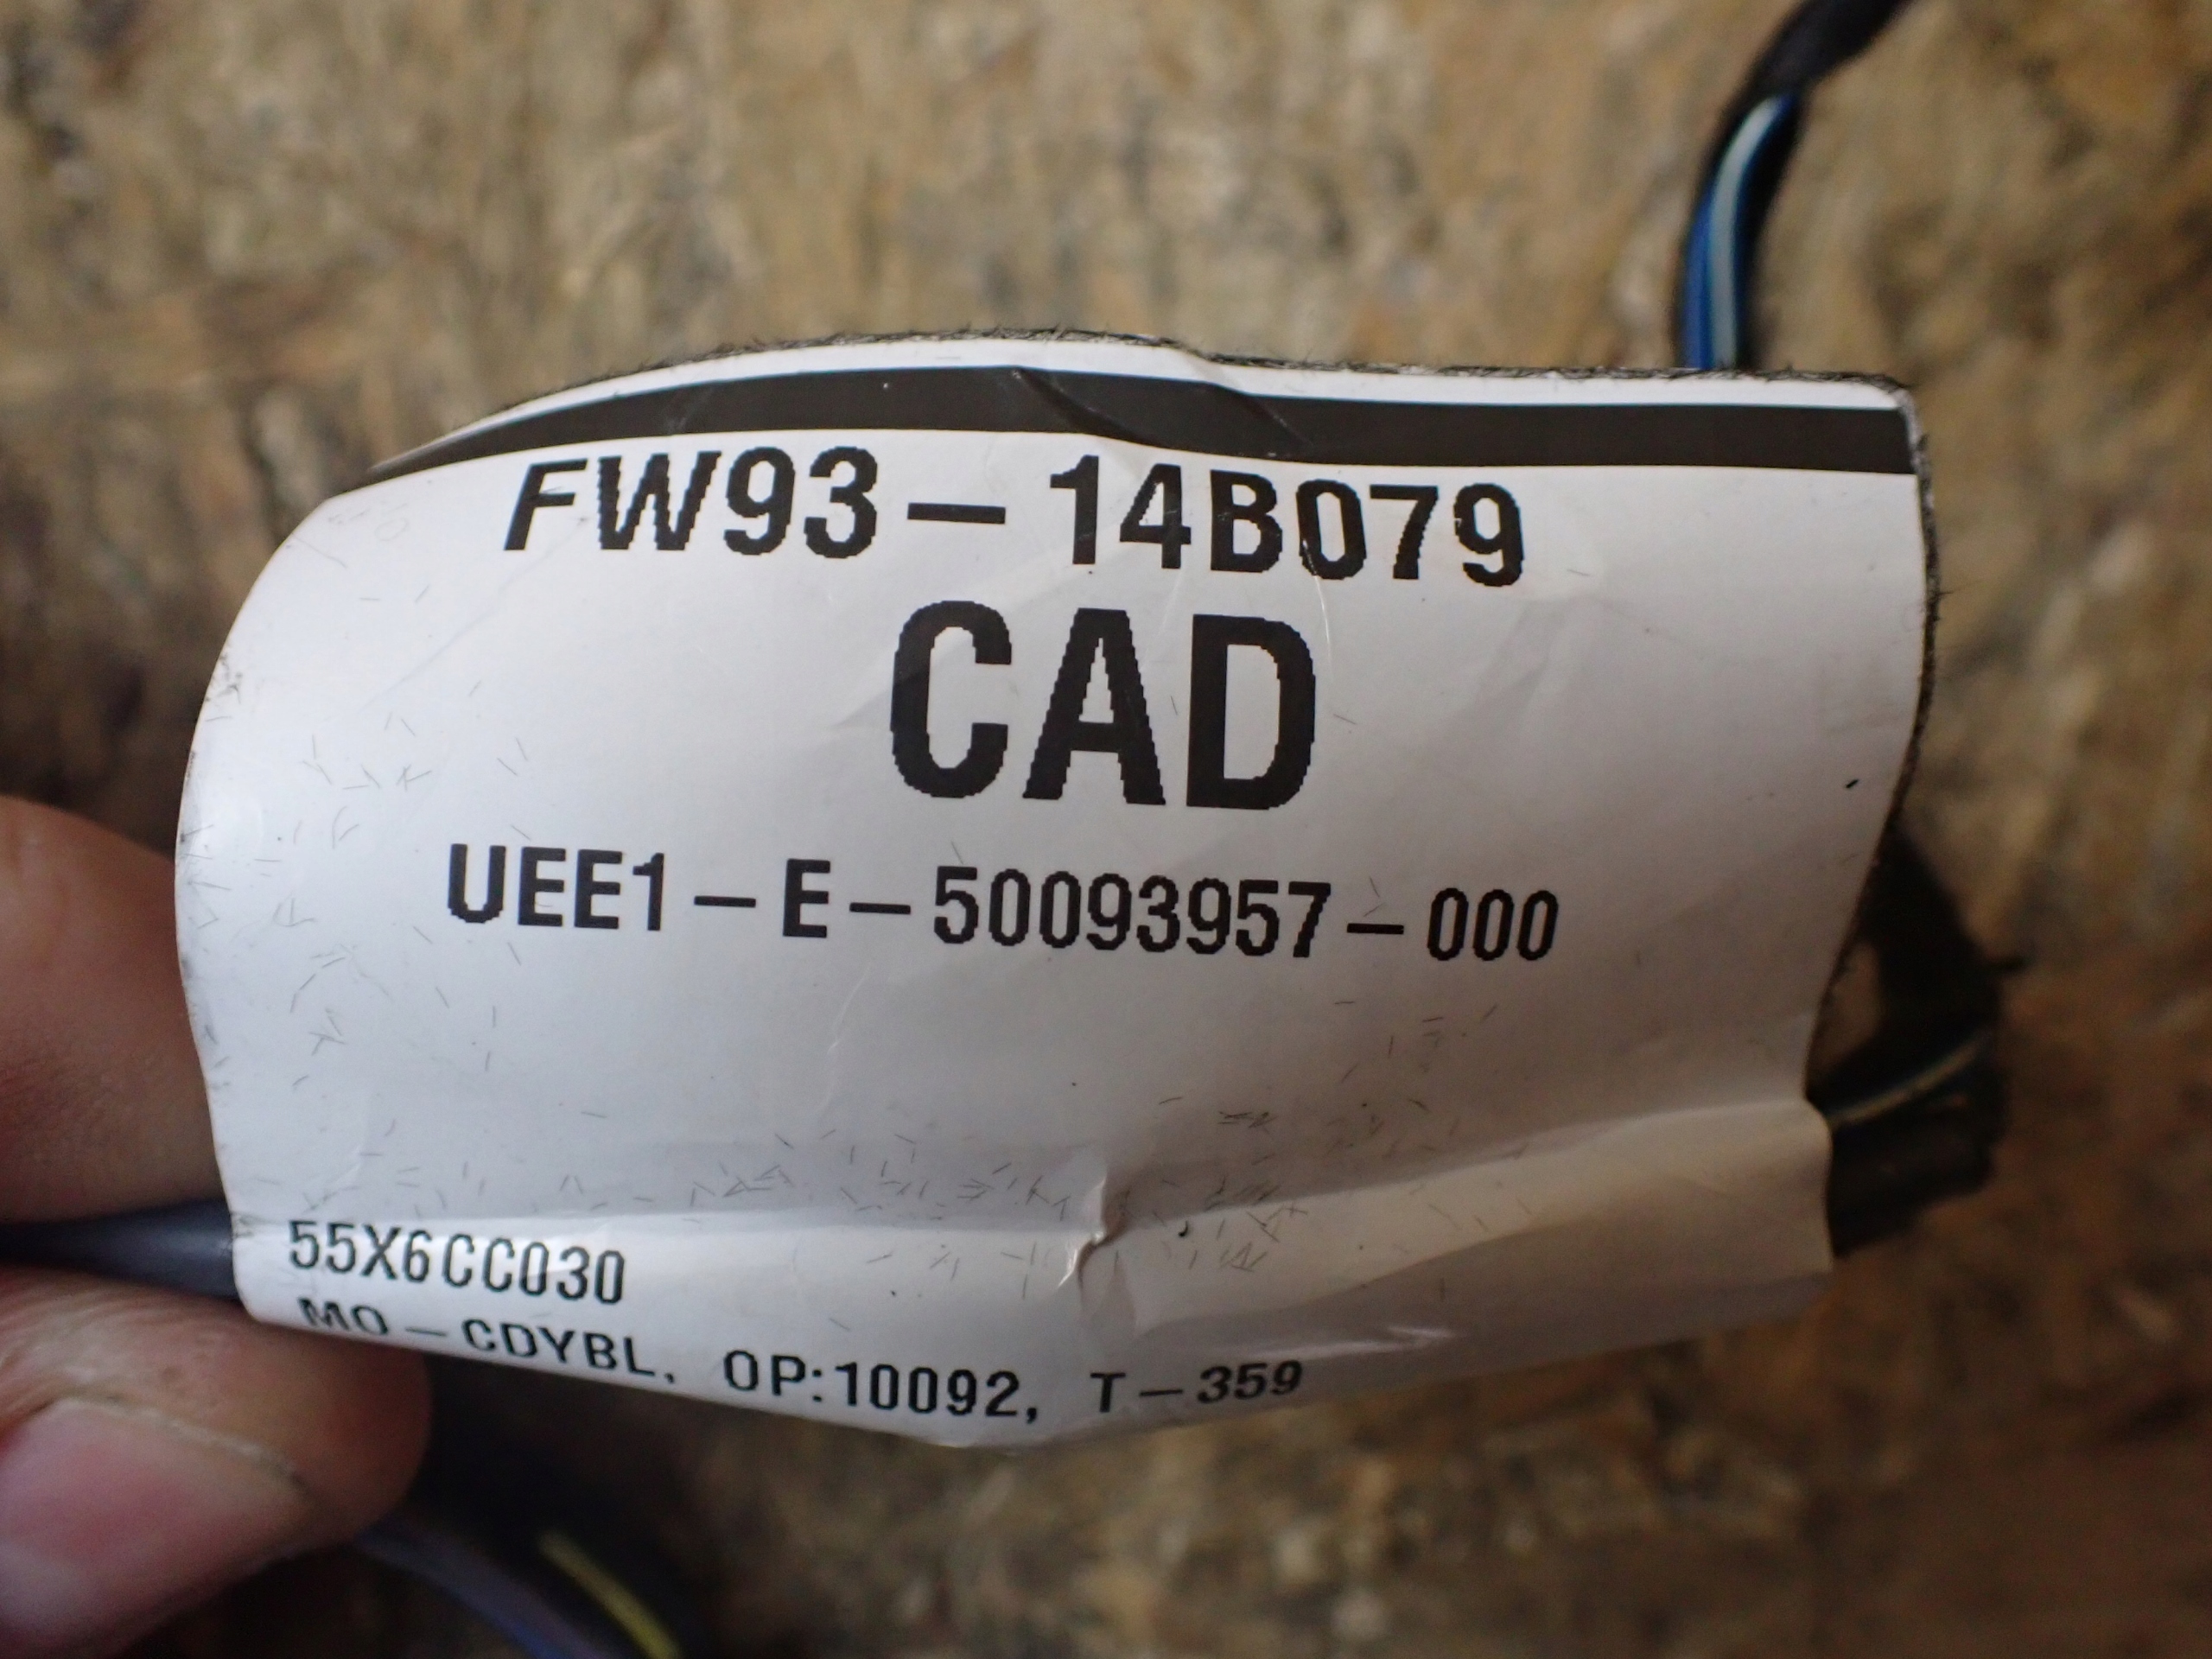 FW93-14B079
CAD
UEE1-E-50093957-000
55X6CC030
MO-CDYBL, OP:10092, T-359